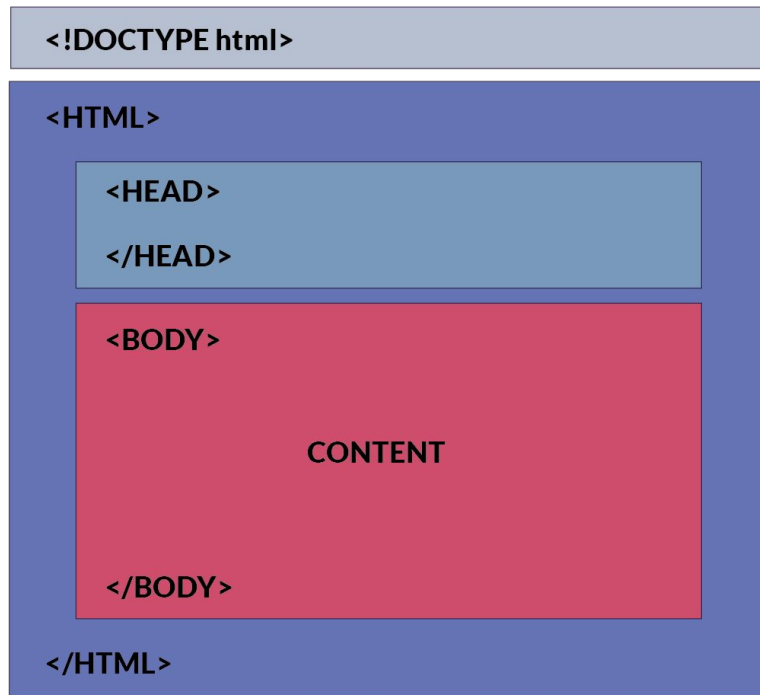 <!DOCTYPE html>
<HTML>
<HEAD>
</HEAD>
<BODY>
CONTENT
</BODY>
</HTML>